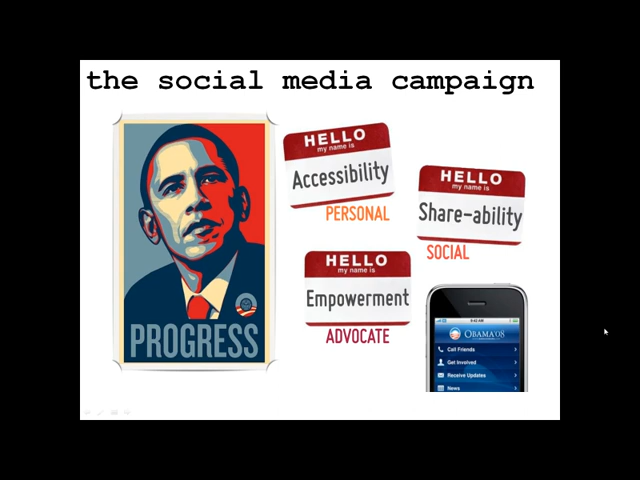 the social media campaign
HELLO
my name is
Accessibility
PERSONAL
HELLO
my name is
Share-ability
SOCIAL
HELLO
my name is
Empowerment
ADVOCATE
PROGRESS
OBAMA'08
Call Friends
Get Involved
Receive Updates
News